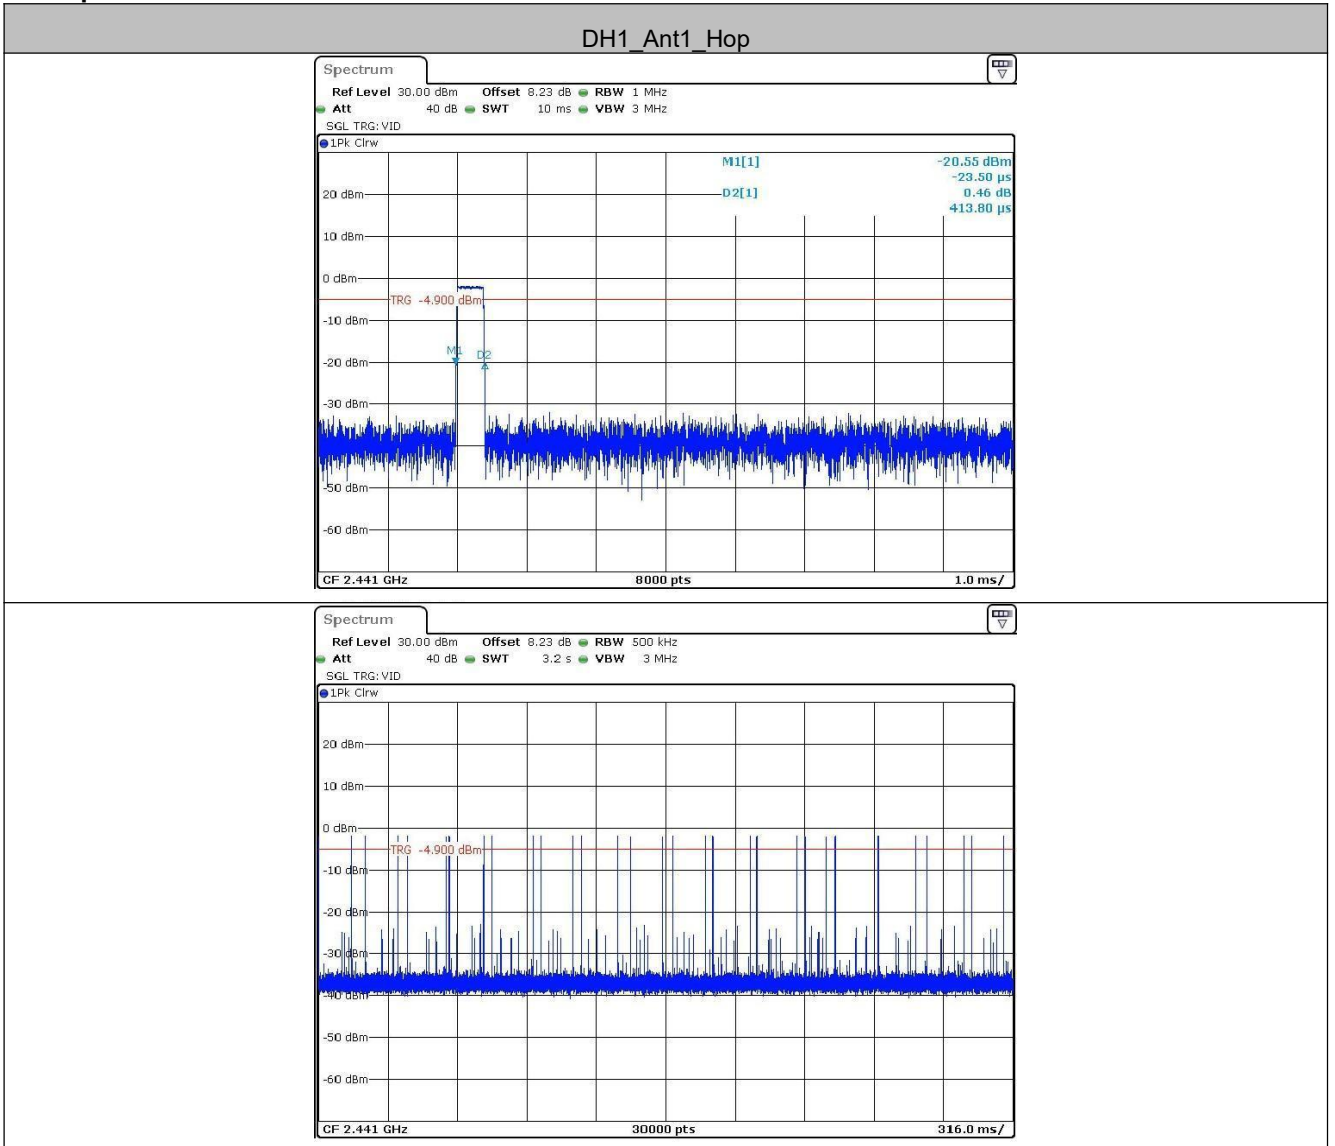 DH1_Ant1_Hop
Spectrum
Ref Level 30.00 dBm Offset 8.23 dB RBW 1 MHz
Att 40 dB SWT 10 ms VBW 3 MHz
SGL TRG: VID
1Pk Clrw
M1[1] -20.55 dBm
-23.50 µs
20 dBm D2[1] 0.46 dB
413.80 µs
10 dBm
0 dBm
TRG -4.900 dBm
-10 dBm
M1 D2
-20 dBm
-30 dBm
-50 dBm
-60 dBm
CF 2.441 GHz 8000 pts 1.0 ms/
Spectrum
Ref Level 30.00 dBm Offset 8.23 dB RBW 500 kHz
Att 40 dB SWT 3.2 s VBW 3 MHz
SGL TRG: VID
1Pk Clrw
20 dBm
10 dBm
0 dBm
TRG -4.900 dBm
-10 dBm
-20 dBm
-30 dBm
-40 dBm
-50 dBm
-60 dBm
CF 2.441 GHz 30000 pts 316.0 ms/